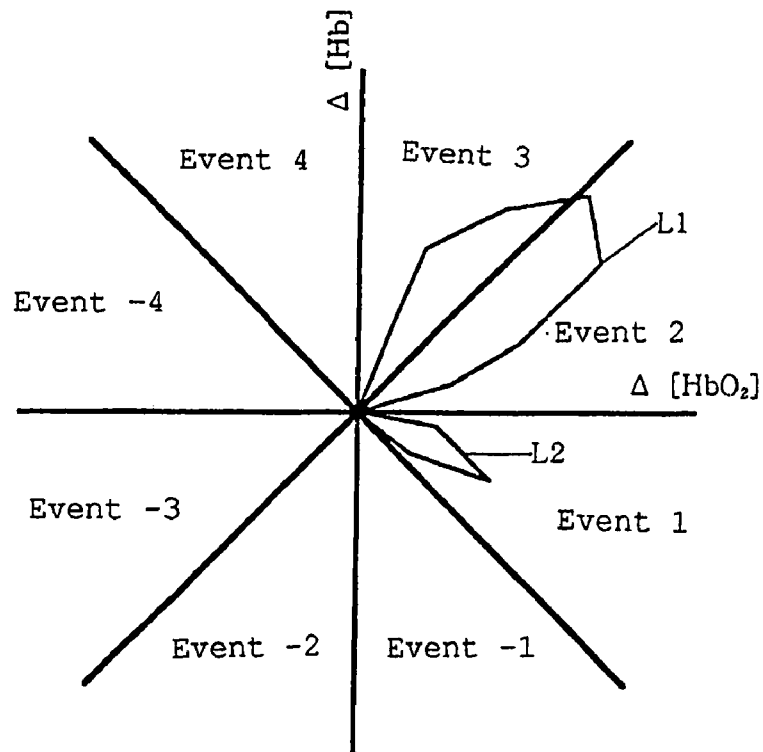 Δ [Hb]
Event 4
Event 3
L1
Event -4
Event 2
Δ [HbO₂]
L2
Event -3
Event 1
Event -2
Event -1